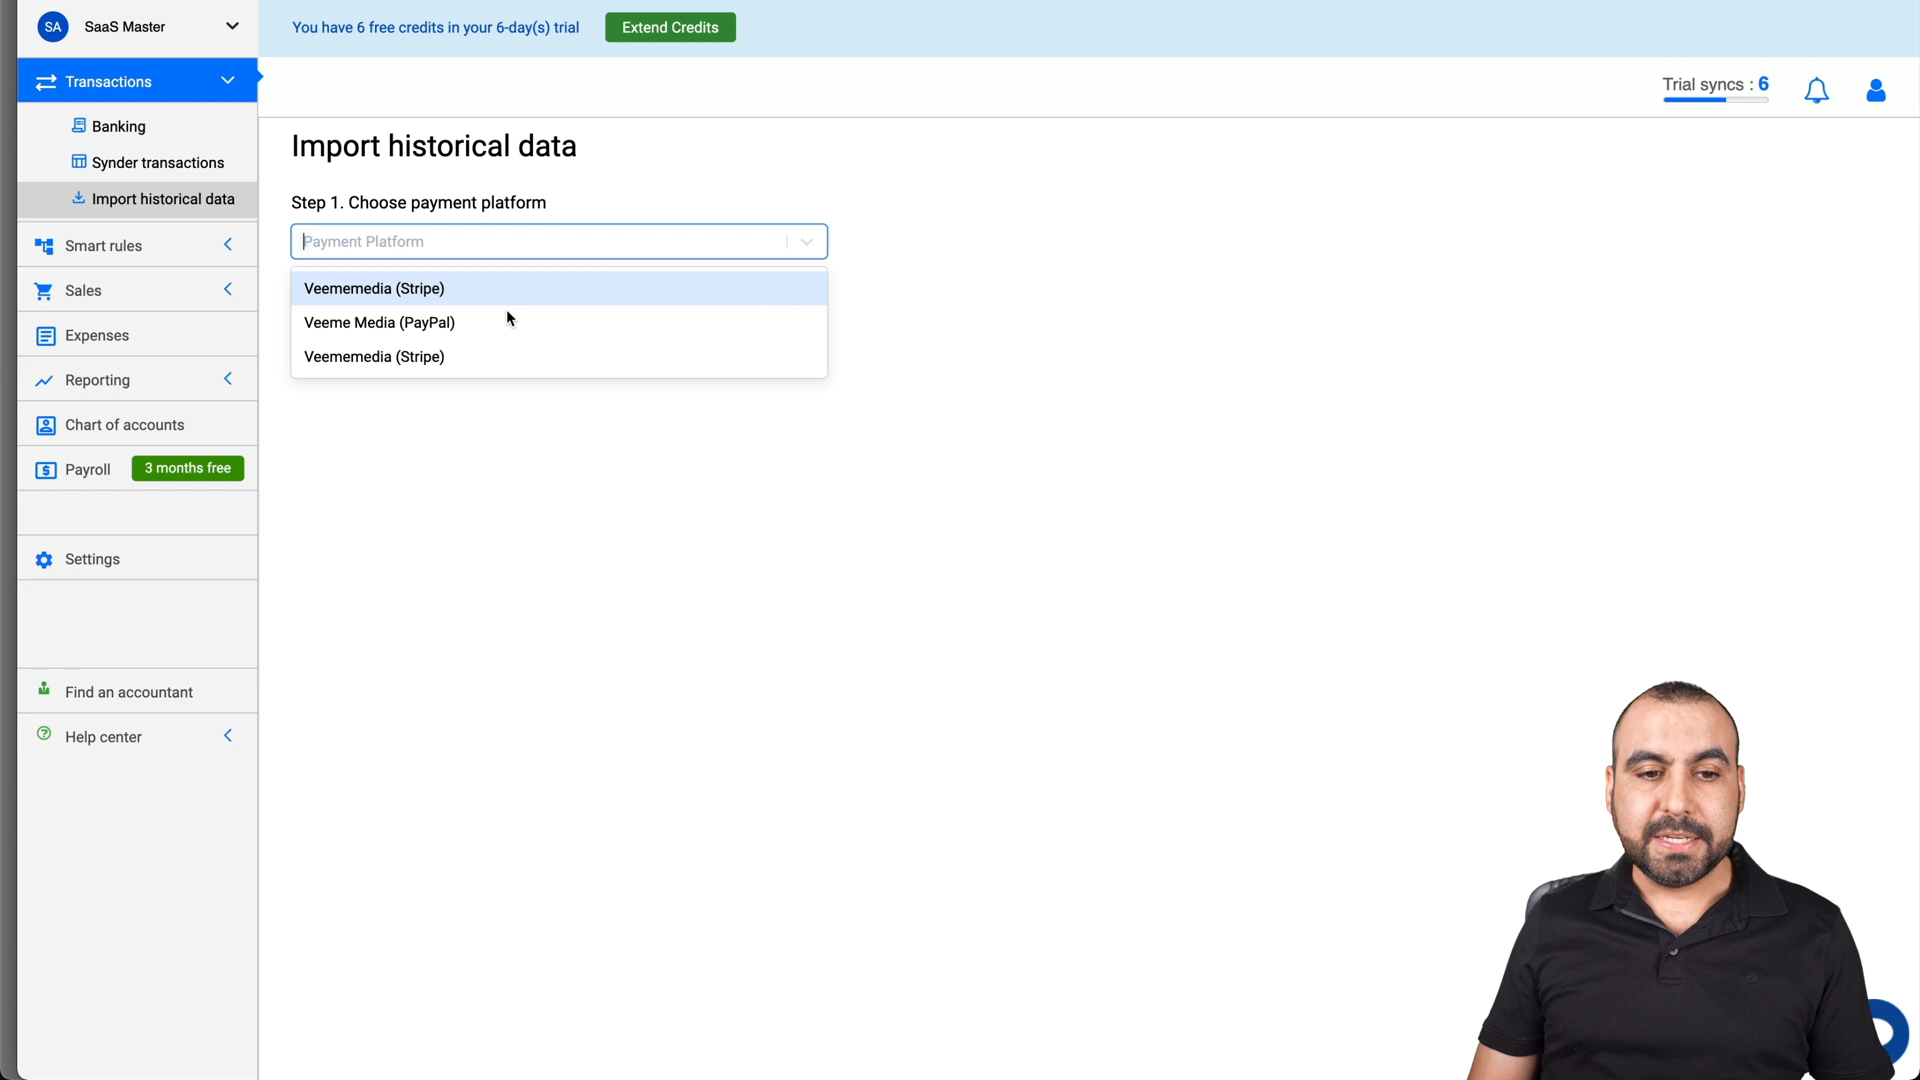 SA SaaS Master
You have 6 free credits in your 6-day(s) trial
Extend Credits
Transactions
Trial syncs : 6
Banking
Synder transactions
Import historical data
Smart rules
Sales
Expenses
Reporting
Chart of accounts
Payroll
3 months free
Settings
Find an accountant
Help center
Import historical data
Step 1. Choose payment platform
Payment Platform
Veememedia (Stripe)
Veeme Media (PayPal)
Veememedia (Stripe)